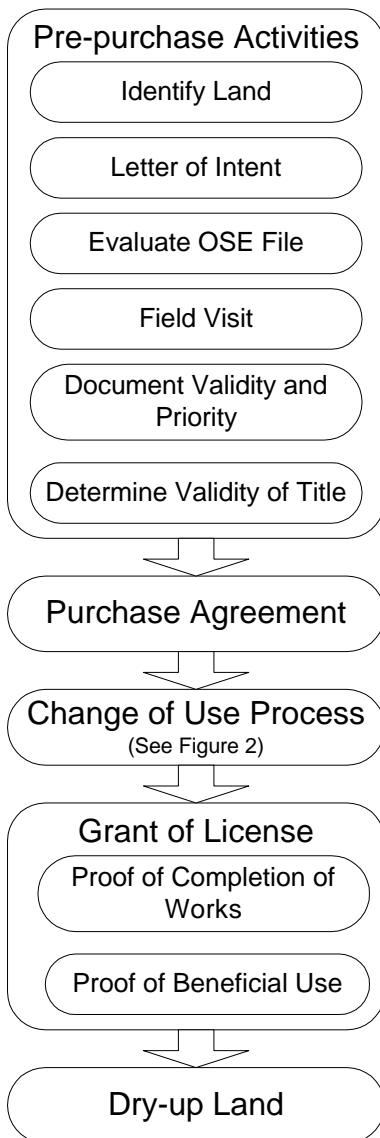 Pre-purchase Activities
Identify Land
Letter of Intent
Evaluate OSE File
Field Visit
Document Validity and
Priority
Determine Validity of Title
Purchase Agreement
Change of Use Process
(See Figure 2)
Grant of License
Proof of Completion of
Works
Proof of Beneficial Use
Dry-up Land